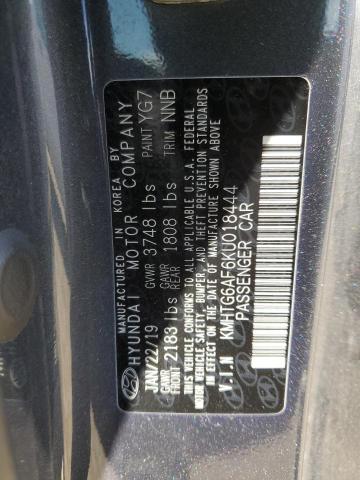 MADE IN KOREA BY
HYUNDAI MOTOR COMPANY
JAN/22/19 GVWR 3748 lbs PAINT YG7
GAWR FRONT 2183 lbs GAWR REAR 1808 lbs TRIM NNB
THIS VEHICLE CONFORMS TO ALL APPLICABLE U.S.A. FEDERAL
MOTOR VEHICLE SAFETY, BUMPER, AND THEFT PREVENTION STANDARDS
IN EFFECT ON THE DATE OF MANUFACTURE SHOWN ABOVE
V.I.N KMHTG6AF6KU018444
PASSENGER CAR